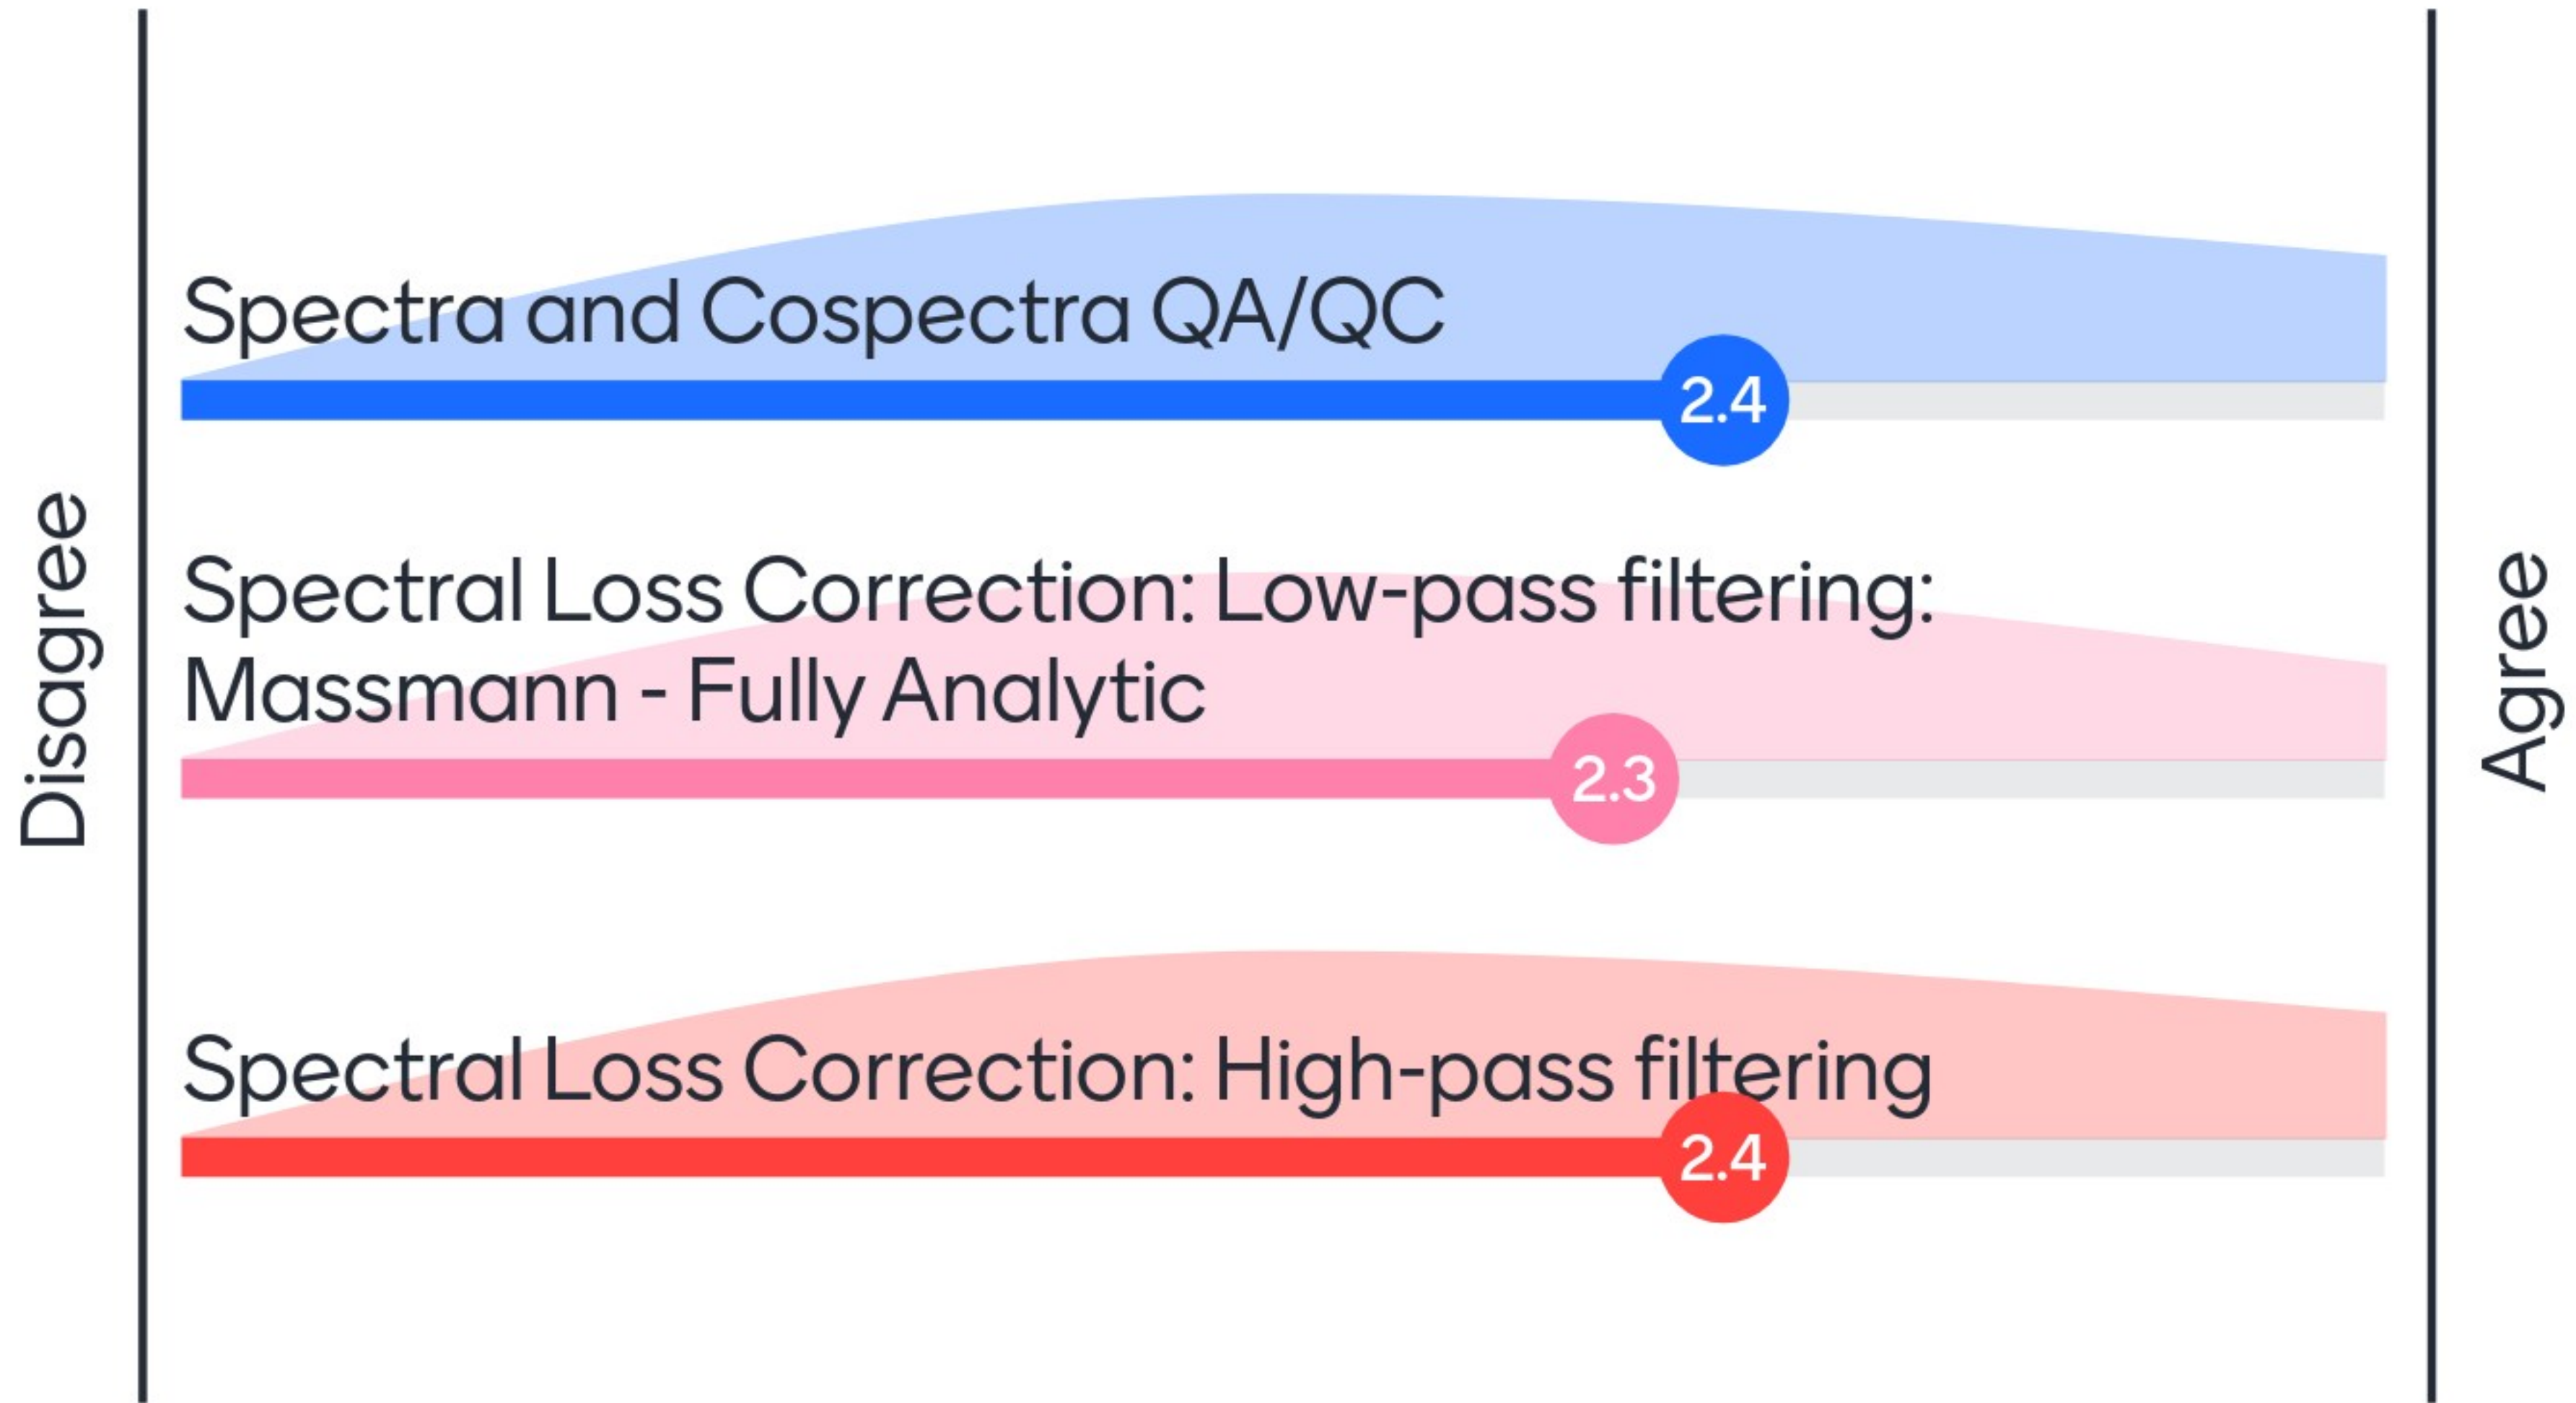 Disagree
Spectra and Cospectra QA/QC
2.4
Spectral Loss Correction: Low-pass filtering:
Massmann - Fully Analytic
2.3
Spectral Loss Correction: High-pass filtering
2.4
Agree